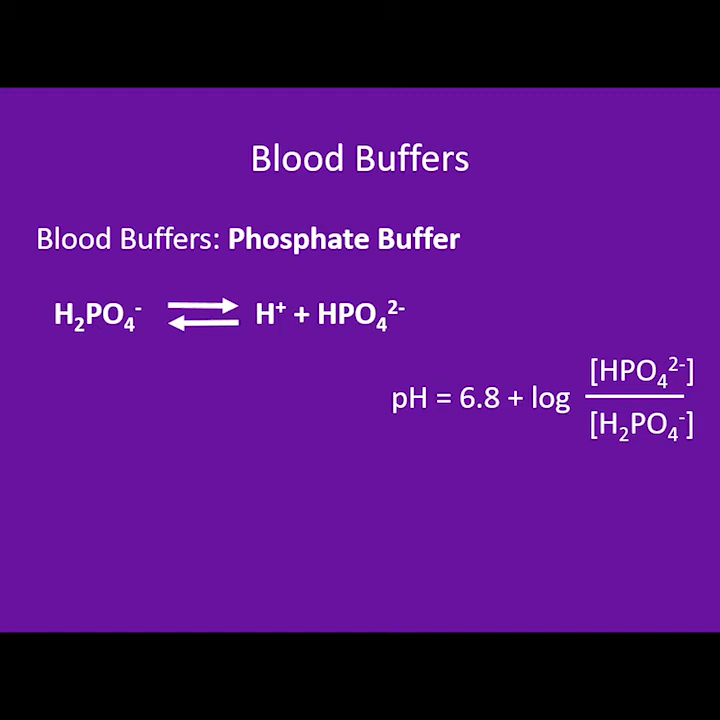 Blood Buffers
Blood Buffers: Phosphate Buffer
H₂PO₄⁻ ⇌ H⁺ + HPO₄²⁻
[HPO₄²⁻]
pH = 6.8 + log
[H₂PO₄⁻]